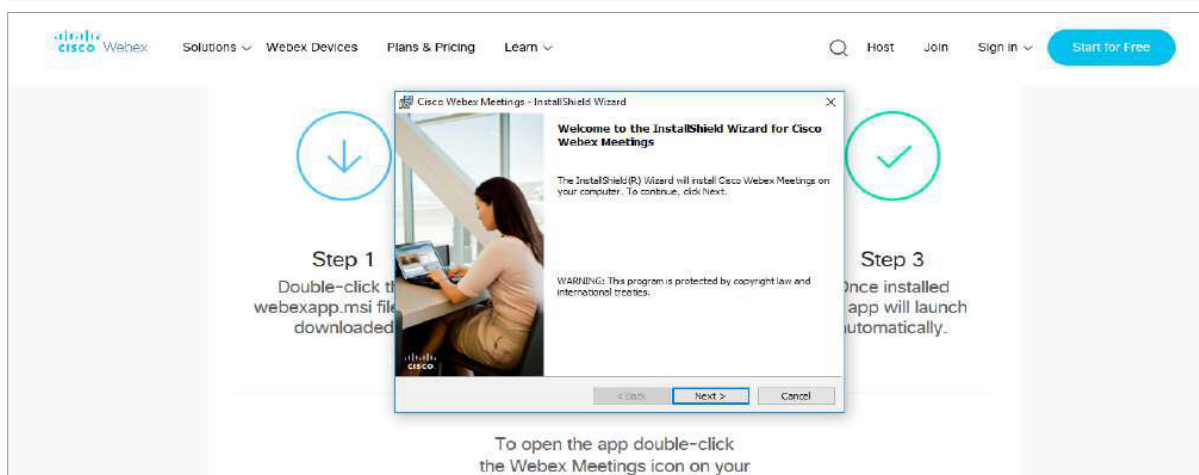 CISCO Webex Solutions Webex Devices Plans & Pricing Learn Host Join Sign in Start for Free
Cisco Webex Meetings - InstallShield Wizard
Welcome to the InstallShield Wizard for Cisco
Webex Meetings
The InstallShield(R) Wizard will install Cisco Webex Meetings on
your computer. To continue, click Next.
WARNING: This program is protected by copyright law and
international treaties.
CISCO.
< Back Next > Cancel
Step 1
Double-click th
webexapp.msi file
downloaded
Step 3
Once installed
app will launch
automatically.
To open the app double-click
the Webex Meetings icon on your